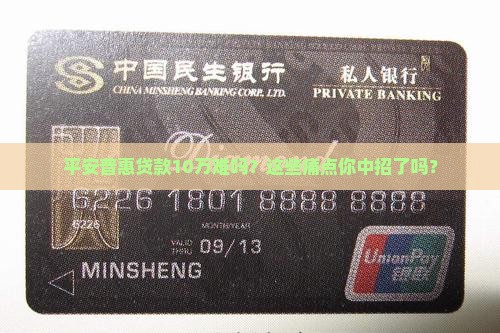 中国民生银行 私人银行
CHINA MINSHENG BANKING CORP., LTD. PRIVATE BANKING
平安普惠贷款10万难吗？这些痛点你中招了吗？
6226 1801 8888 8888
6226 MONTH/YEAR
VALID THRU 09/13
MINSHENG
UnionPay
银联